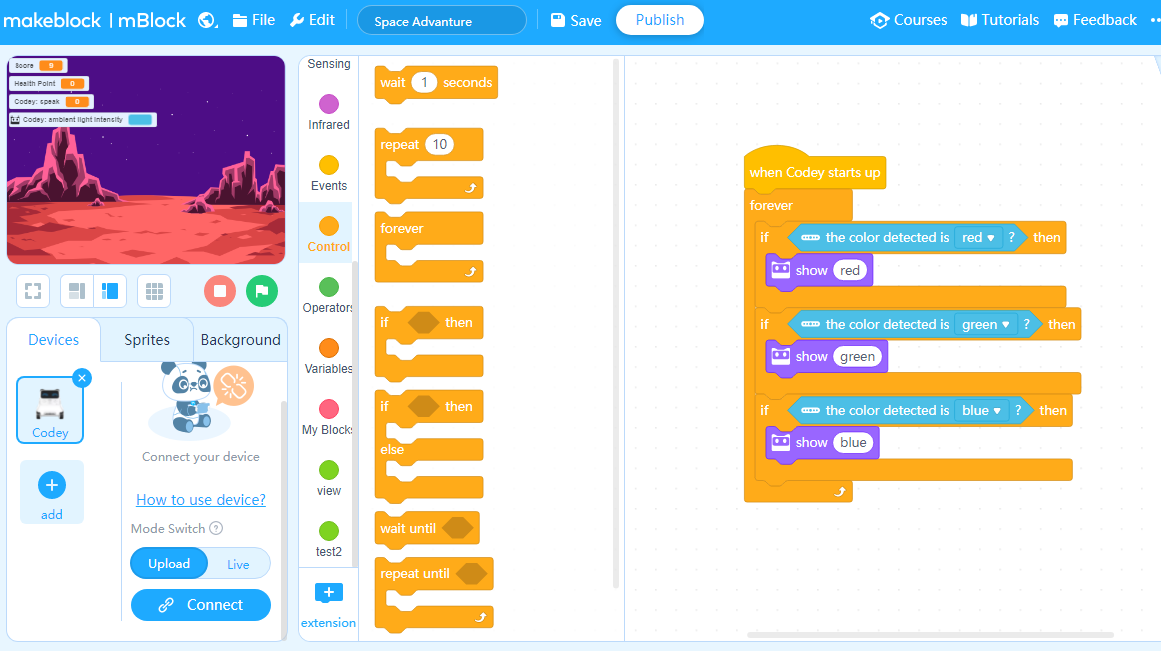 makeblock | mBlock File Edit Space Advanture Save Publish Courses Tutorials Feedback
Score 9
Health Point 0
Codey: speak 0
Codey: ambient light intensity
Devices Sprites Background
Codey
add
Connect your device
How to use device?
Mode Switch ?
Upload Live
Connect
Sensing
Infrared
Events
Control
Operators
Variables
My Blocks
view
test2
extension
wait 1 seconds
repeat 10
forever
if then
if then
else
wait until
repeat until
when Codey starts up
forever
if the color detected is red ? then
show red
if the color detected is green ? then
show green
if the color detected is blue ? then
show blue